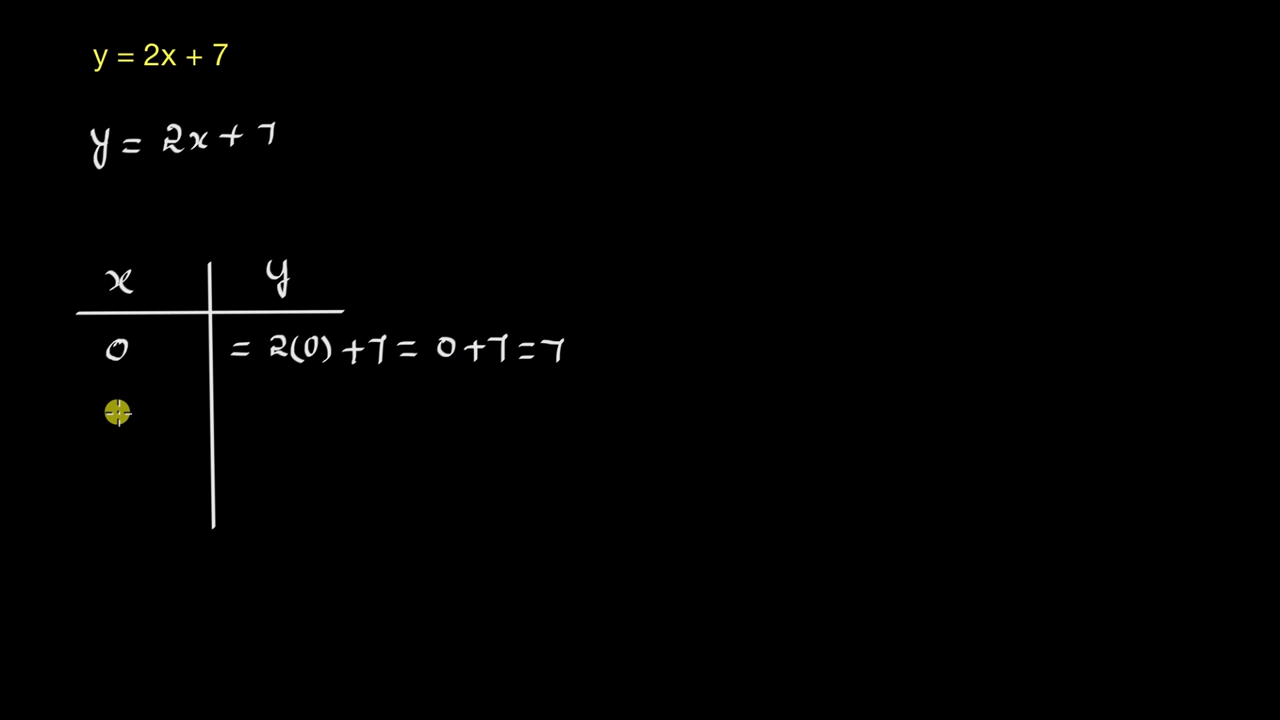 y = 2x + 7
y = 2x + 7
x y
0 = 2(0) + 7 = 0 + 7 = 7